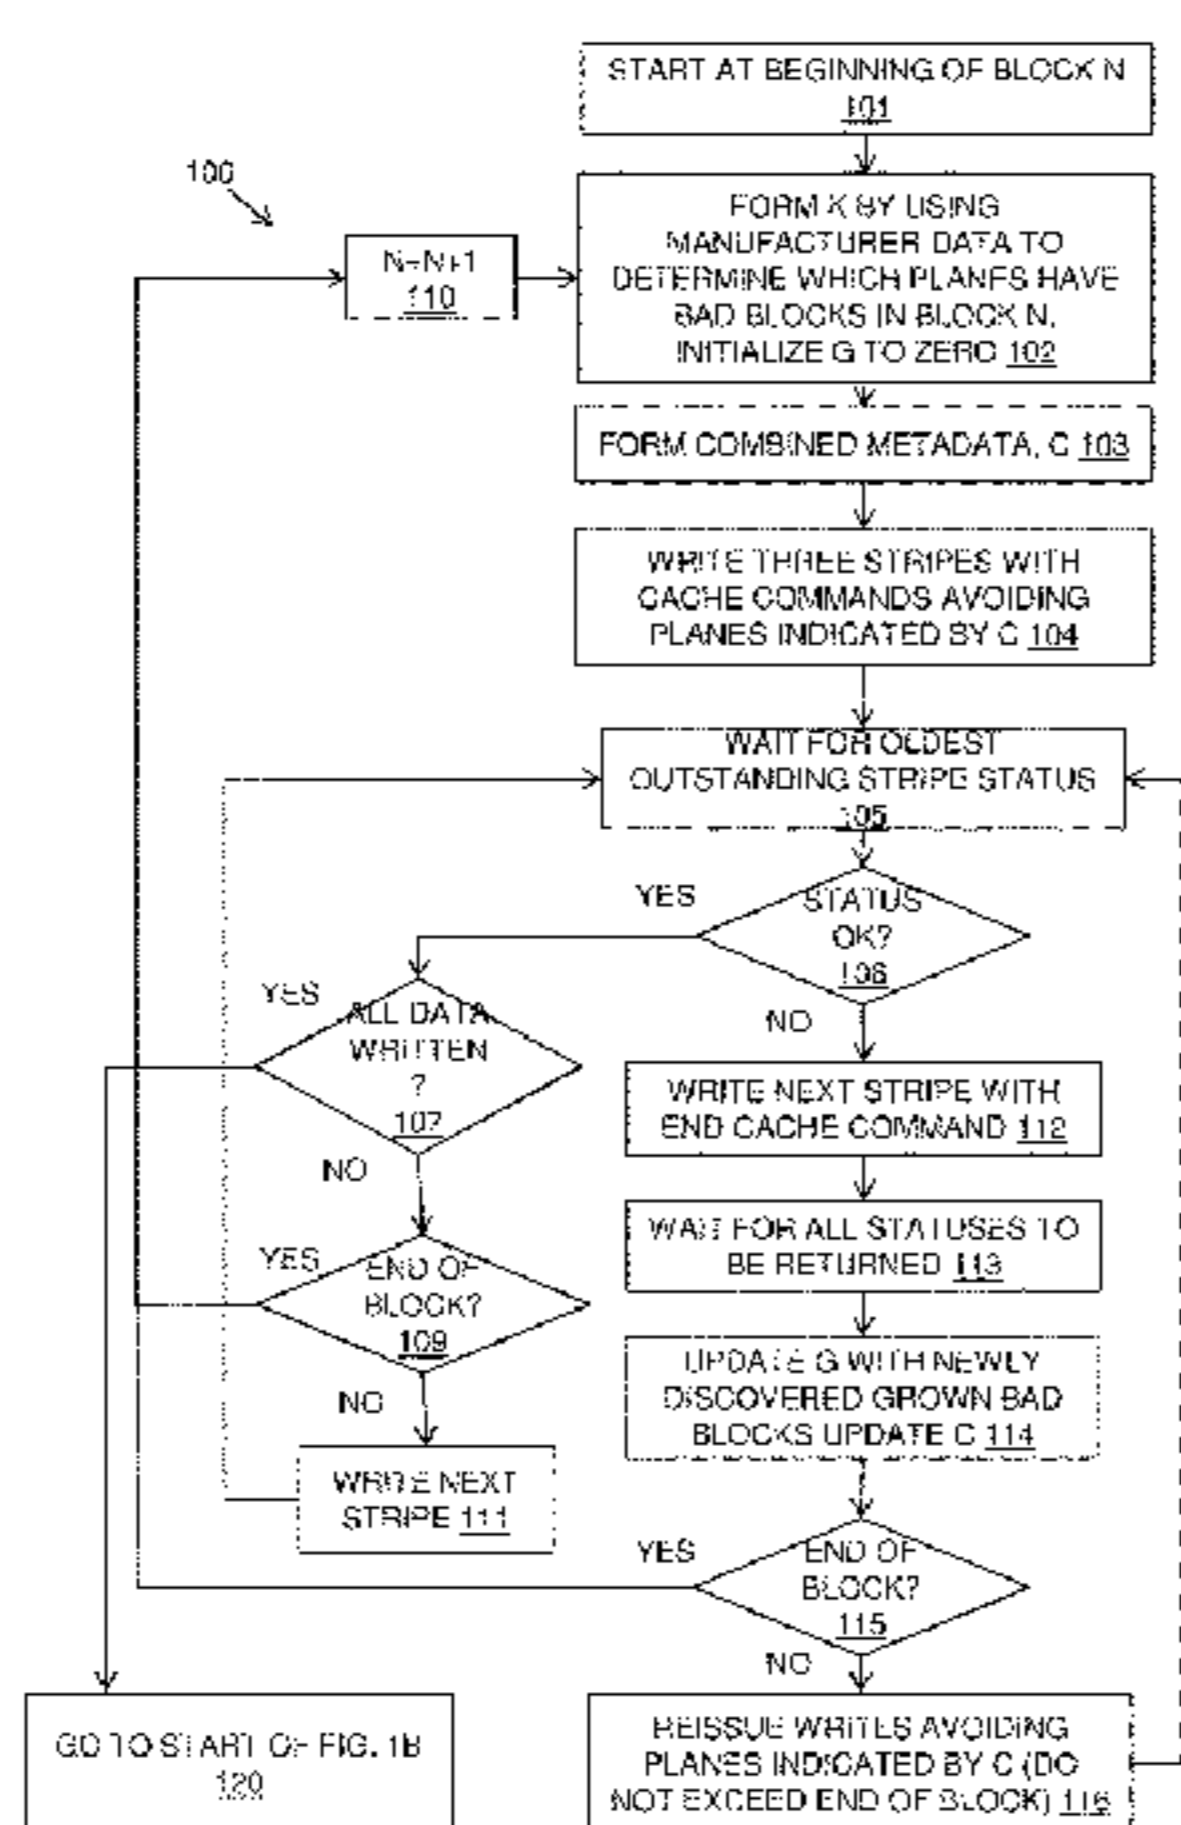 START AT BEGINNING OF BLOCK N
101
100
FORM K BY USING
MANUFACTURER DATA TO
DETERMINE WHICH PLANES HAVE
BAD BLOCKS IN BLOCK N,
INITIALIZE G TO ZERO 102
N=N+1
110
FORM COMBINED METADATA, C 103
WRITE THREE STRIPES WITH
CACHE COMMANDS AVOIDING
PLANES INDICATED BY C 104
WAIT FOR OLDEST
OUTSTANDING STRIPE STATUS
105
YES
STATUS
OK?
106
NO
YES
ALL DATA
WRITTEN
?
107
NO
WRITE NEXT STRIPE WITH
END CACHE COMMAND 112
WAIT FOR ALL STATUSES TO
BE RETURNED 113
YES
END OF
BLOCK?
109
NO
UPDATE G WITH NEWLY
DISCOVERED GROWN BAD
BLOCKS UPDATE C 114
WRITE NEXT
STRIPE 111
YES
END OF
BLOCK?
115
NO
GO TO START OF FIG. 1B
120
REISSUE WRITES AVOIDING
PLANES INDICATED BY C (DO
NOT EXCEED END OF BLOCK) 116